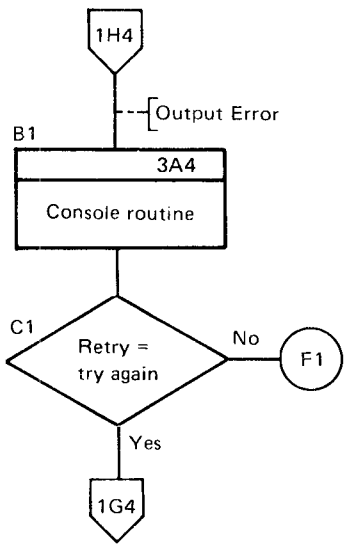 1H4
Output Error
B1
3A4
Console routine
C1
Retry =
try again
No
F1
Yes
1G4